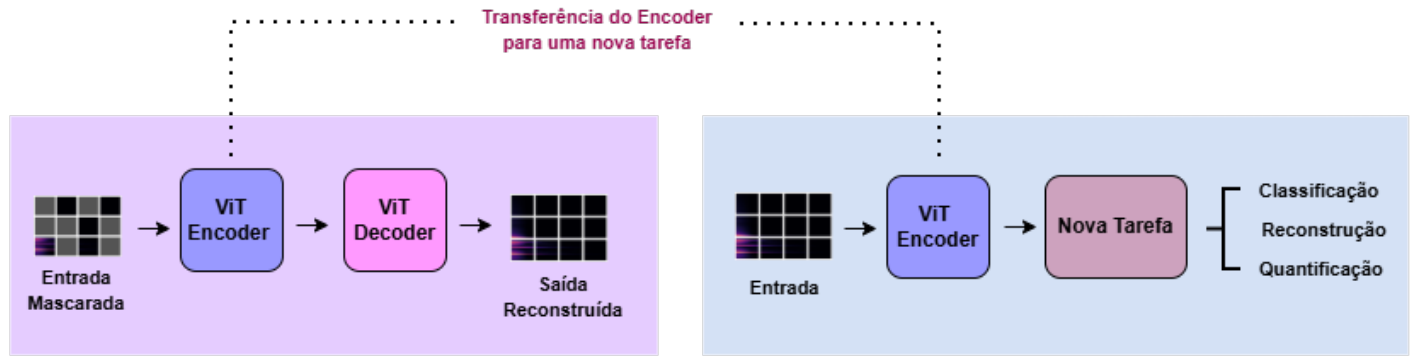 Transferência do Encoder
para uma nova tarefa
ViT
Encoder
ViT
Decoder
Entrada
Mascarada
Saída
Reconstruída
Entrada
ViT
Encoder
Nova Tarefa
Classificação
Reconstrução
Quantificação